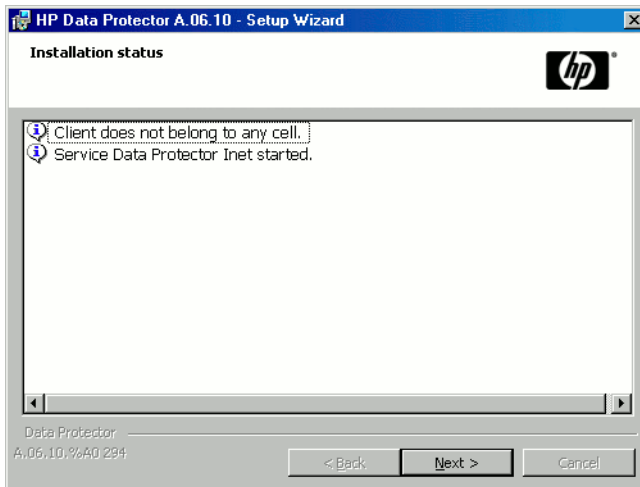 HP Data Protector A.06.10 - Setup Wizard
Installation status
hp
Client does not belong to any cell.
Service Data Protector Inet started.
Data Protector
A.06.10.%A0 294
< Back
Next >
Cancel